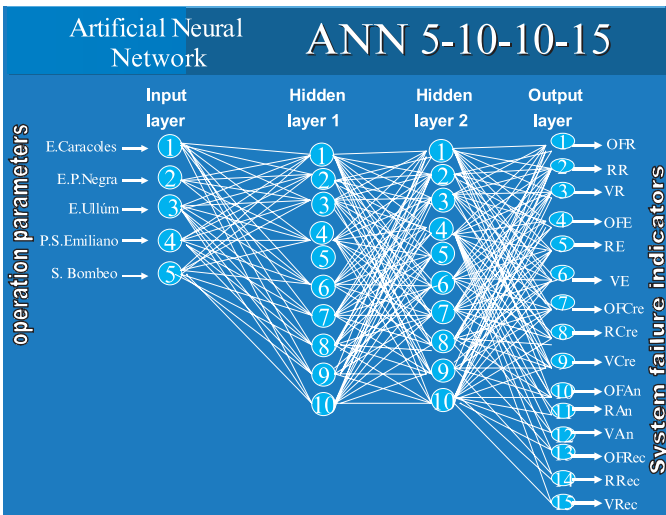 Artificial Neural
Network
ANN 5-10-10-15
Input
layer
Hidden
layer 1
Hidden
layer 2
Output
layer
operation parameters
E.Caracoles
E.P.Negra
E.Ullúm
P.S.Emiliano
S. Bombeo
1
2
3
4
5
1
2
3
4
5
6
7
8
9
10
1
2
3
4
5
6
7
8
9
10
1
2
3
4
5
6
7
8
9
10
11
12
13
14
15
OFR
RR
VR
OFE
RE
VE
OFCre
RCre
VCre
OFAn
RAn
VAn
OFRec
RRec
VRec
System failure indicators